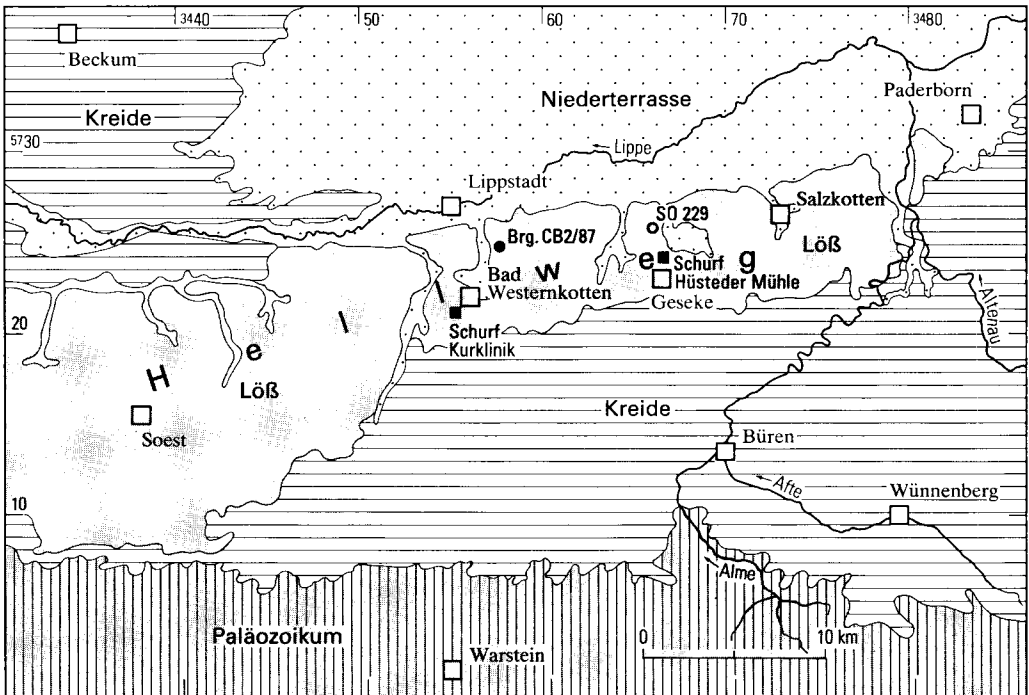 3440
50
60
70
3480
Beckum
Kreide
Niederterrasse
Paderborn
5730
Lippe
Lippstadt
Salzkotten
SO 229
Löß
Brg. CB2/87
H e l l w e g
Schurf
Hüsteder Mühle
Bad
Westernkotten
Geseke
Altenau
20
Schurf
Kurklinik
Löß
Kreide
Soest
Büren
Afte
Wünnenberg
10
Alme
Paläozoikum
0 10 km
Warstein